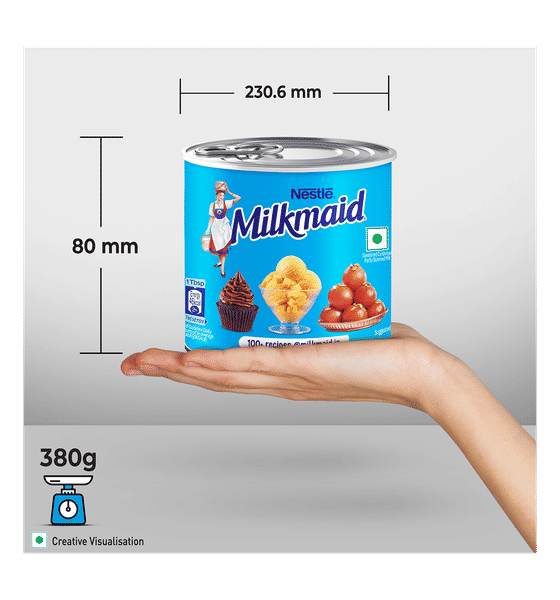 230.6 mm
80 mm
Nestlé
Milkmaid
1 Tbsp
100+ recipes @milkmaid.in
380g
Creative Visualisation